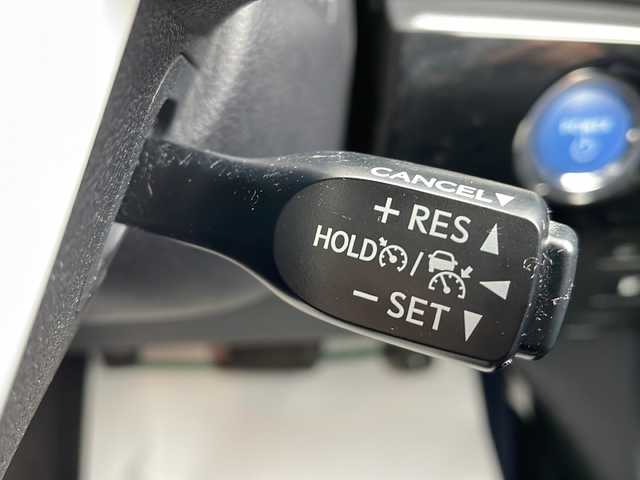 CANCEL▼
+ RES ▲
HOLD / ◀
− SET ▼